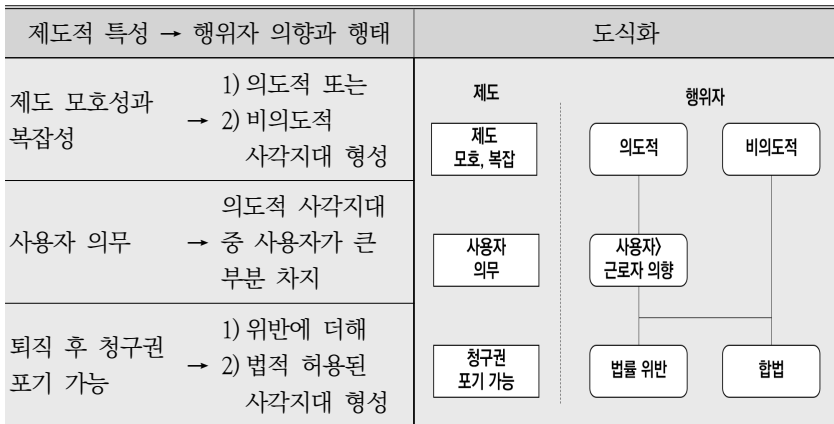 제도적 특성 → 행위자 의향과 행태
도식화
제도 모호성과
복잡성
→
1) 의도적 또는
2) 비의도적
사각지대 형성
사용자 의무
→
의도적 사각지대
중 사용자가 큰
부분 차지
퇴직 후 청구권
포기 가능
→
1) 위반에 더해
2) 법적 허용된
사각지대 형성
제도
행위자
제도
모호, 복잡
의도적
비의도적
사용자
의무
사용자〉
근로자 의향
청구권
포기 가능
법률 위반
합법